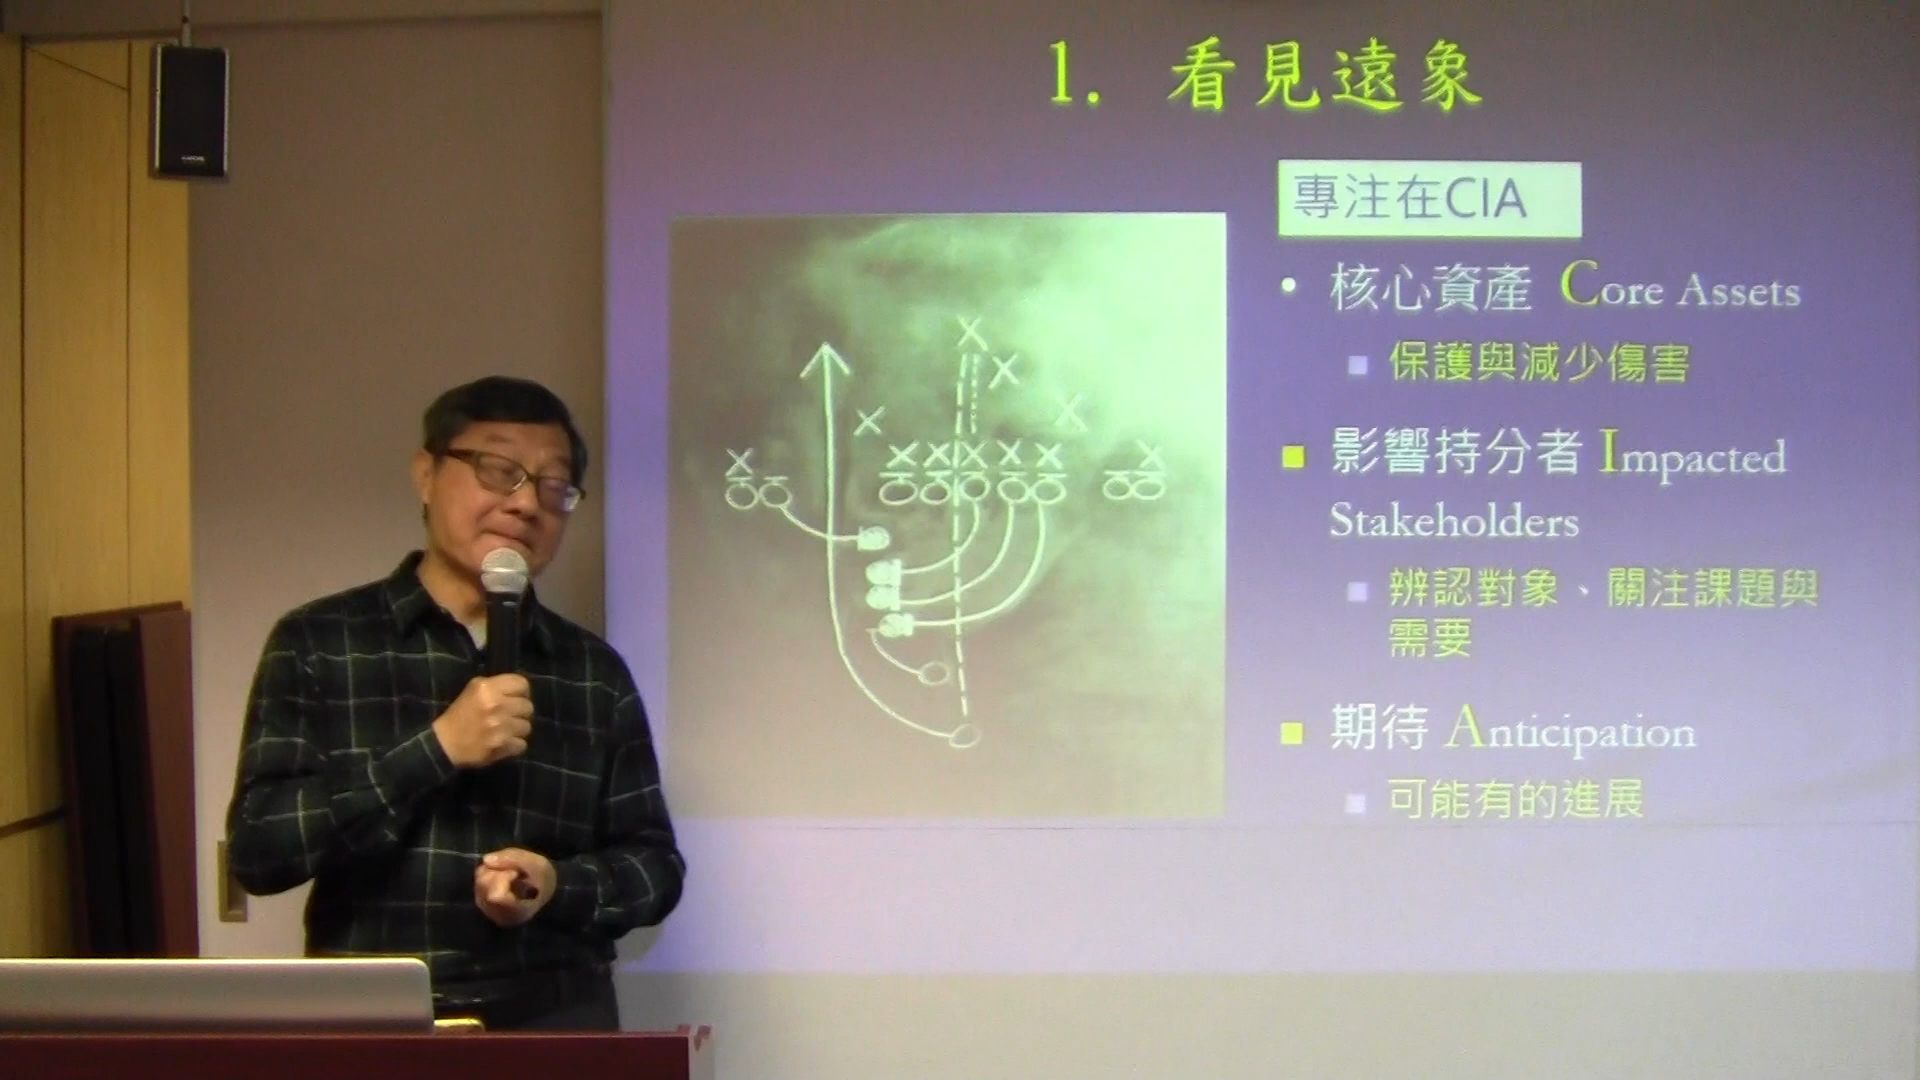 1. 看見遠象
專注在CIA
• 核心資產 Core Assets
保護與減少傷害
影響持分者 Impacted
Stakeholders
辨認對象、關注課題與
需要
期待 Anticipation
可能有的進展